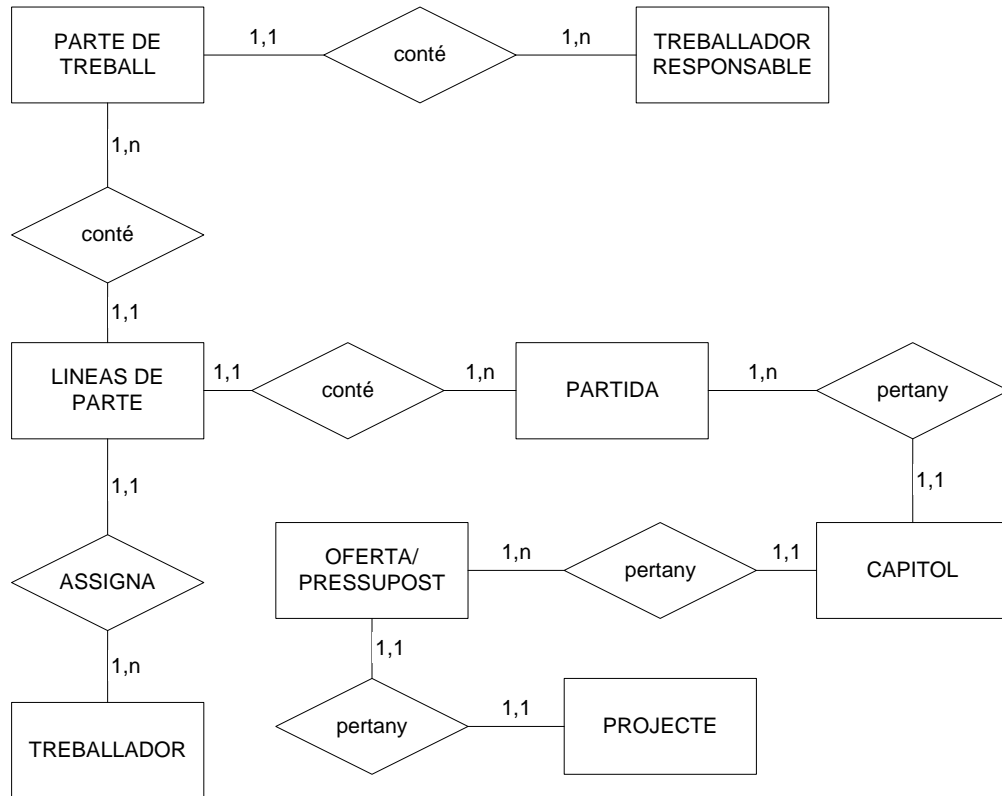 PARTE DE
TREBALL
1,1
conté
1,n
TREBALLADOR
RESPONSABLE
1,n
conté
1,1
LINEAS DE
PARTE
1,1
conté
1,n
PARTIDA
1,n
pertany
1,1
1,1
ASSIGNA
1,n
TREBALLADOR
OFERTA/
PRESSUPOST
1,n
pertany
1,1
CAPITOL
1,1
pertany
1,1
PROJECTE